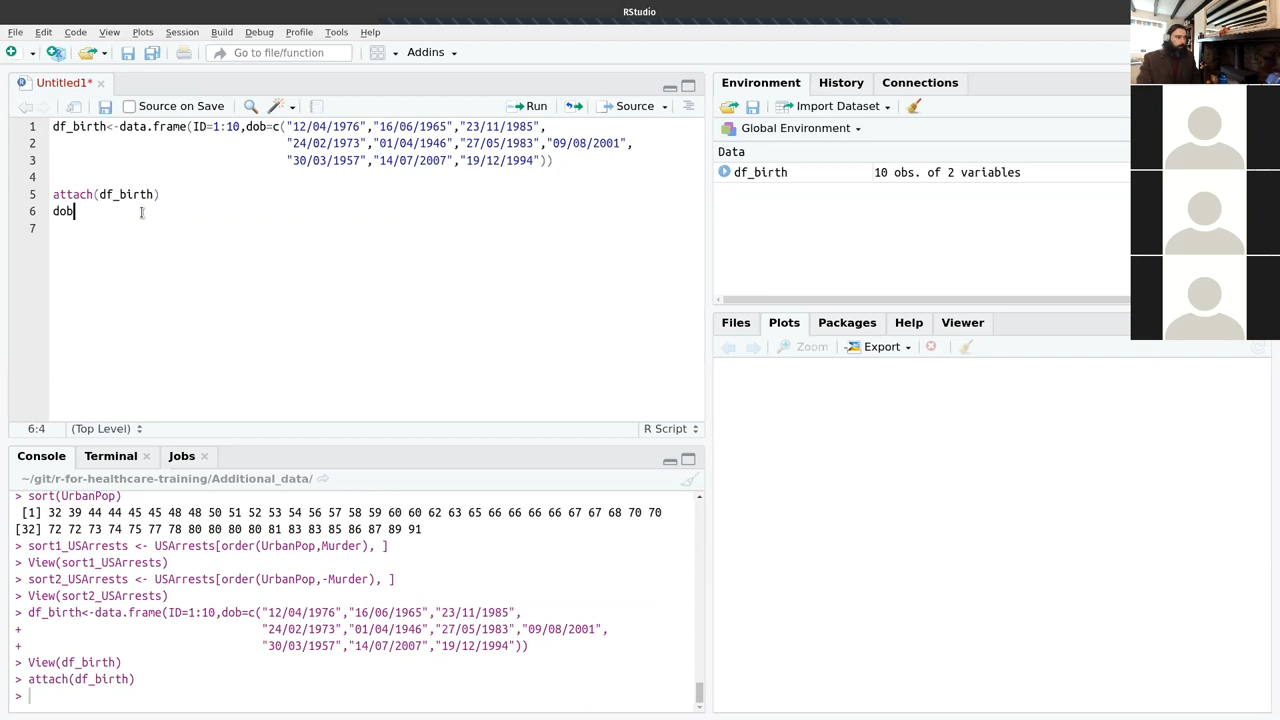 RStudio
File Edit Code View Plots Session Build Debug Profile Tools Help
Go to file/function Addins
Untitled1*
Source on Save Run Source
1 df_birth<-data.frame(ID=1:10,dob=c("12/04/1976","16/06/1965","23/11/1985",
2 "24/02/1973","01/04/1946","27/05/1983","09/08/2001",
3 "30/03/1957","14/07/2007","19/12/1994"))
4
5 attach(df_birth)
6 dob
7
6:4 (Top Level) R Script
Console Terminal Jobs
~/git/r-for-healthcare-training/Additional_data/
> sort(UrbanPop)
[1] 32 39 44 44 45 45 48 48 50 51 52 53 54 56 57 58 59 60 60 62 63 65 66 66 66 66 67 67 68 70 70
[32] 72 72 73 74 75 77 78 80 80 80 80 81 83 83 85 86 87 89 91
> sort1_USArrests <- USArrests[order(UrbanPop,Murder), ]
> View(sort1_USArrests)
> sort2_USArrests <- USArrests[order(UrbanPop,-Murder), ]
> View(sort2_USArrests)
> df_birth<-data.frame(ID=1:10,dob=c("12/04/1976","16/06/1965","23/11/1985",
+ "24/02/1973","01/04/1946","27/05/1983","09/08/2001",
+ "30/03/1957","14/07/2007","19/12/1994"))
> View(df_birth)
> attach(df_birth)
>
Environment History Connections
Import Dataset
Global Environment
Data
df_birth 10 obs. of 2 variables
Files Plots Packages Help Viewer
Zoom Export